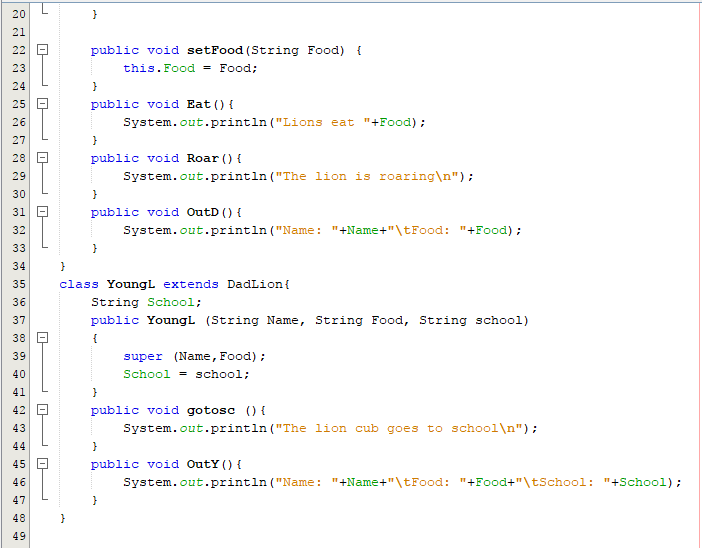 20 }
21
22 public void setFood(String Food) {
23 this.Food = Food;
24 }
25 public void Eat(){
26 System.out.println("Lions eat "+Food);
27 }
28 public void Roar(){
29 System.out.println("The lion is roaring\n");
30 }
31 public void OutD(){
32 System.out.println("Name: "+Name+"\tFood: "+Food);
33 }
34 }
35 class YoungL extends DadLion{
36 String School;
37 public YoungL (String Name, String Food, String school)
38 {
39 super (Name,Food);
40 School = school;
41 }
42 public void gotosc (){
43 System.out.println("The lion cub goes to school\n");
44 }
45 public void OutY(){
46 System.out.println("Name: "+Name+"\tFood: "+Food+"\tSchool: "+School);
47 }
48 }
49